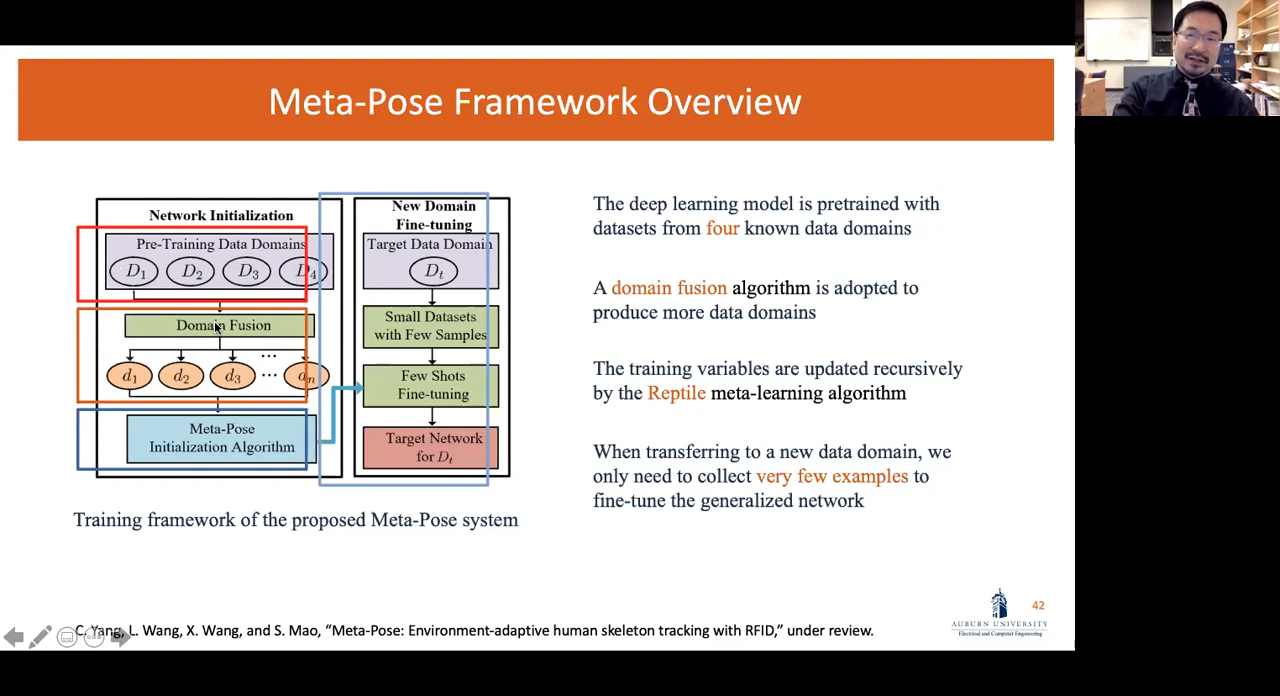 Meta-Pose Framework Overview
Network Initialization
Pre-Training Data Domains
D1 D2 D3 D4
Domain Fusion
d1 d2 d3 ... dn
...
Meta-Pose
Initialization Algorithm
New Domain
Fine-tuning
Target Data Domain
Dt
Small Datasets
with Few Samples
Few Shots
Fine-tuning
Target Network
for Dt
Training framework of the proposed Meta-Pose system
The deep learning model is pretrained with
datasets from four known data domains
A domain fusion algorithm is adopted to
produce more data domains
The training variables are updated recursively
by the Reptile meta-learning algorithm
When transferring to a new data domain, we
only need to collect very few examples to
fine-tune the generalized network
C. Yang, L. Wang, X. Wang, and S. Mao, “Meta-Pose: Environment-adaptive human skeleton tracking with RFID,” under review.
42
AUBURN UNIVERSITY
Electrical and Computer Engineering